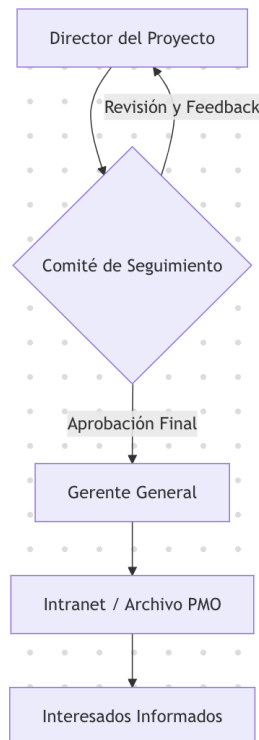 Director del Proyecto
Revisión y Feedback
Comité de Seguimiento
Aprobación Final
Gerente General
Intranet / Archivo PMO
Interesados Informados